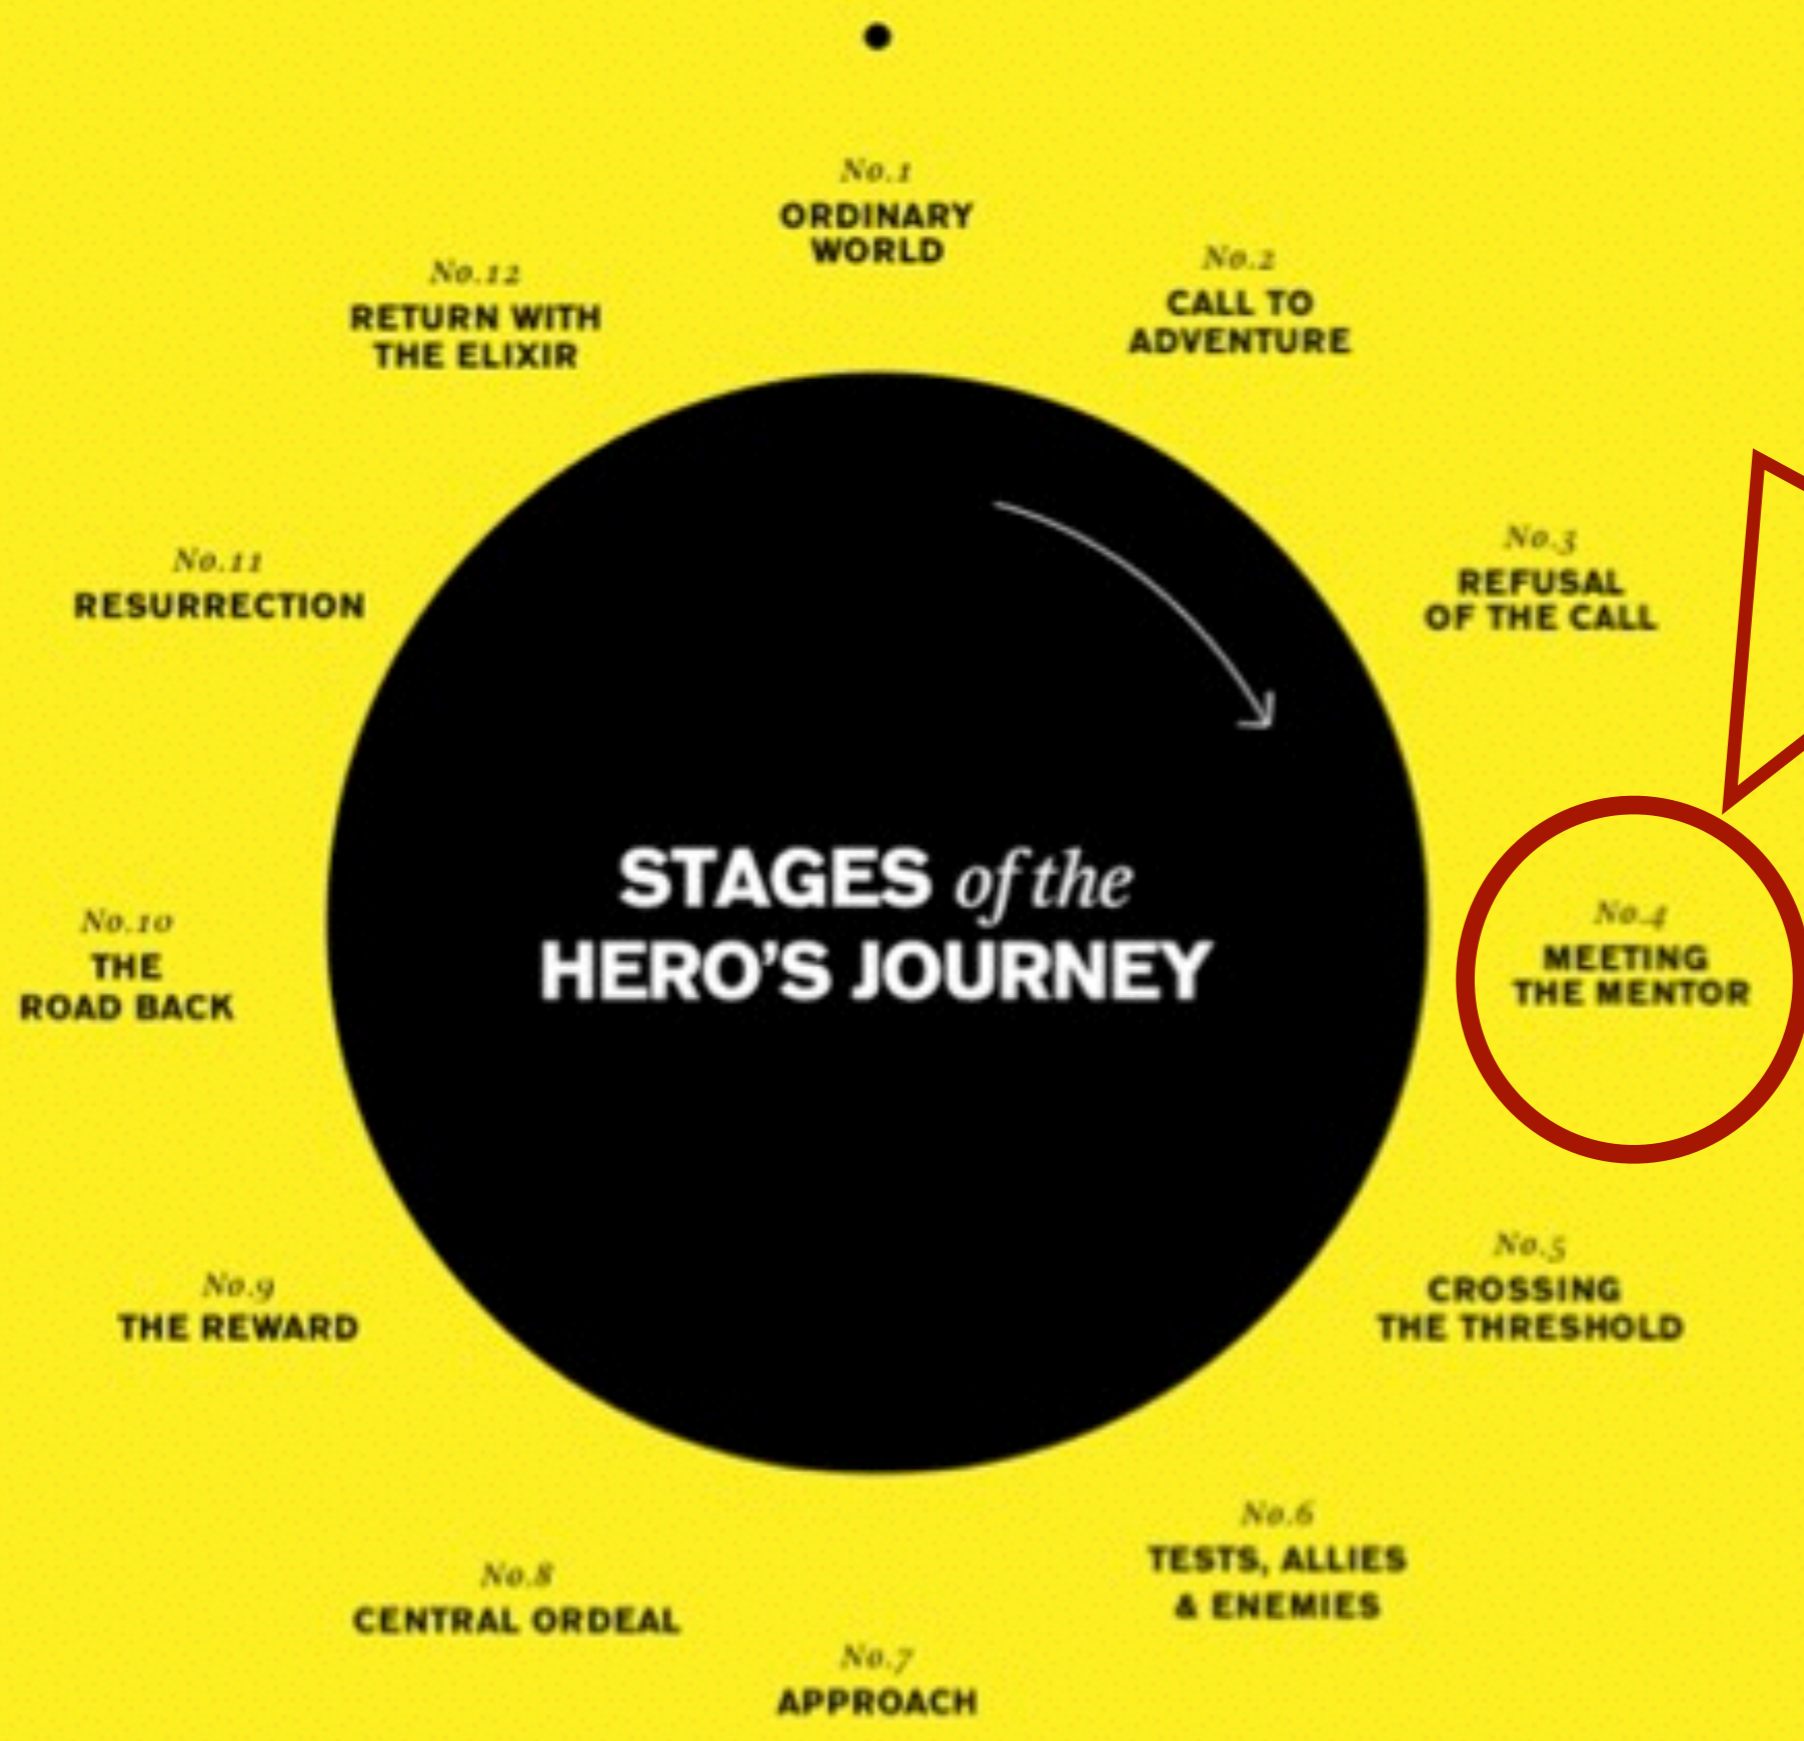 No.1
ORDINARY
WORLD
No.2
CALL TO
ADVENTURE
No.3
REFUSAL
OF THE CALL
No.4
MEETING
THE MENTOR
No.5
CROSSING
THE THRESHOLD
No.6
TESTS, ALLIES
& ENEMIES
No.7
APPROACH
No.8
CENTRAL ORDEAL
No.9
THE REWARD
No.10
THE
ROAD BACK
No.11
RESURRECTION
No.12
RETURN WITH
THE ELIXIR
STAGES of the
HERO'S JOURNEY